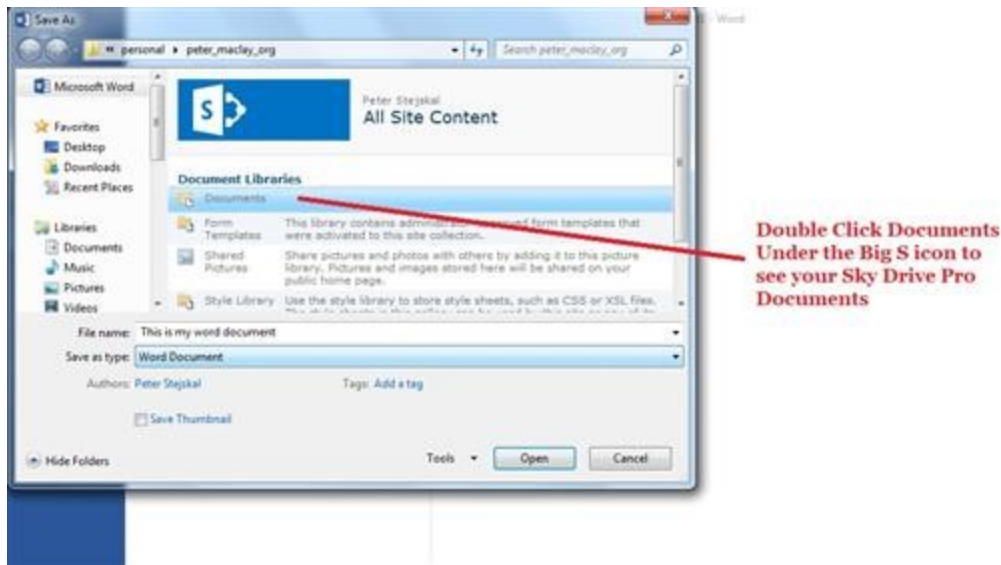 Save As
- Word
« personal ▸ peter_maclay_org
Search peter_maclay_org
Microsoft Word
Favorites
Desktop
Downloads
Recent Places
Libraries
Documents
Music
Pictures
Videos
S
Peter Stejskal
All Site Content
Document Libraries
Documents
Form Templates
This library contains administrator-approved form templates that
were activated to this site collection.
Shared Pictures
Share pictures and photos with others by adding it to this picture
library. Pictures and images stored here will be shared on your
public home page.
Style Library
Use the style library to store style sheets, such as CSS or XSL files.
File name: This is my word document
Save as type: Word Document
Authors: Peter Stejskal
Tags: Add a tag
Save Thumbnail
Hide Folders
Tools
Open
Cancel
Double Click Documents
Under the Big S icon to
see your Sky Drive Pro
Documents